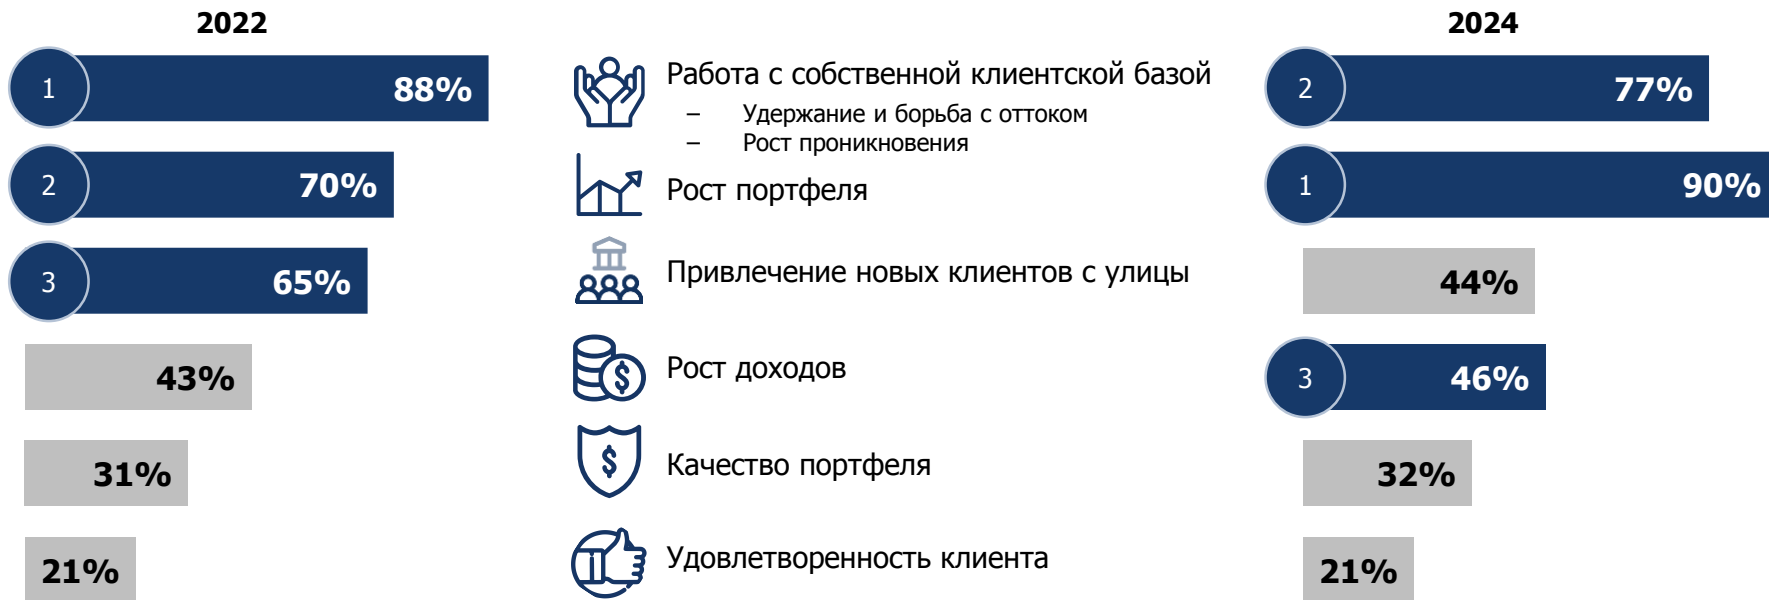 2022
2024
1
88%
Работа с собственной клиентской базой
– Удержание и борьба с оттоком
– Рост проникновения
2
77%
2
70%
Рост портфеля
1
90%
3
65%
Привлечение новых клиентов с улицы
44%
43%
$
Рост доходов
3
46%
31%
$
Качество портфеля
32%
21%
Удовлетворенность клиента
21%